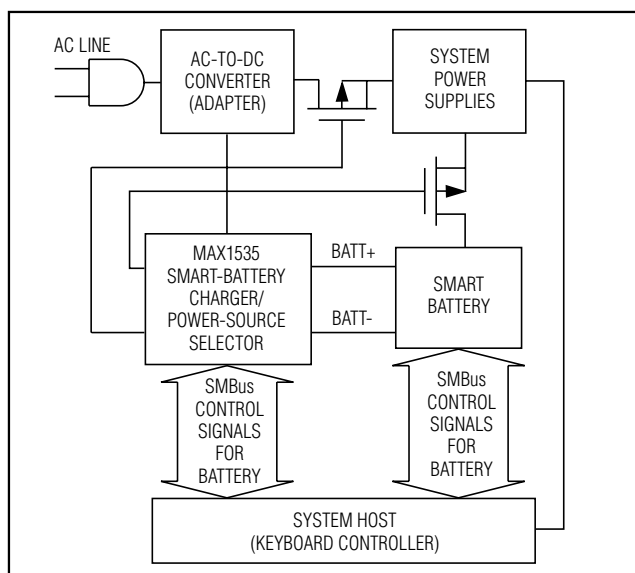 AC LINE
AC-TO-DC
CONVERTER
(ADAPTER)
SYSTEM
POWER
SUPPLIES
MAX1535
SMART-BATTERY
CHARGER/
POWER-SOURCE
SELECTOR
BATT+
BATT-
SMART
BATTERY
SMBus
CONTROL
SIGNALS
FOR
BATTERY
SMBus
CONTROL
SIGNALS
FOR
BATTERY
SYSTEM HOST
(KEYBOARD CONTROLLER)